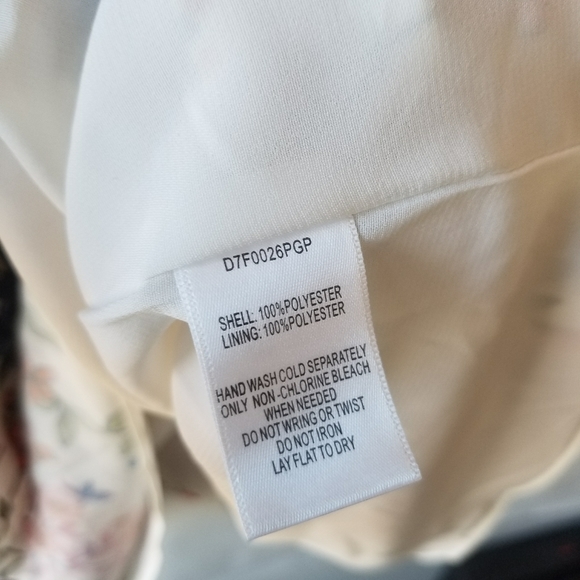 D7F0026PGP
SHELL: 100%POLYESTER
LINING: 100%POLYESTER
HAND WASH COLD SEPARATELY
ONLY NON-CHLORINE BLEACH
WHEN NEEDED
DO NOT WRING OR TWIST
DO NOT IRON
LAY FLAT TO DRY